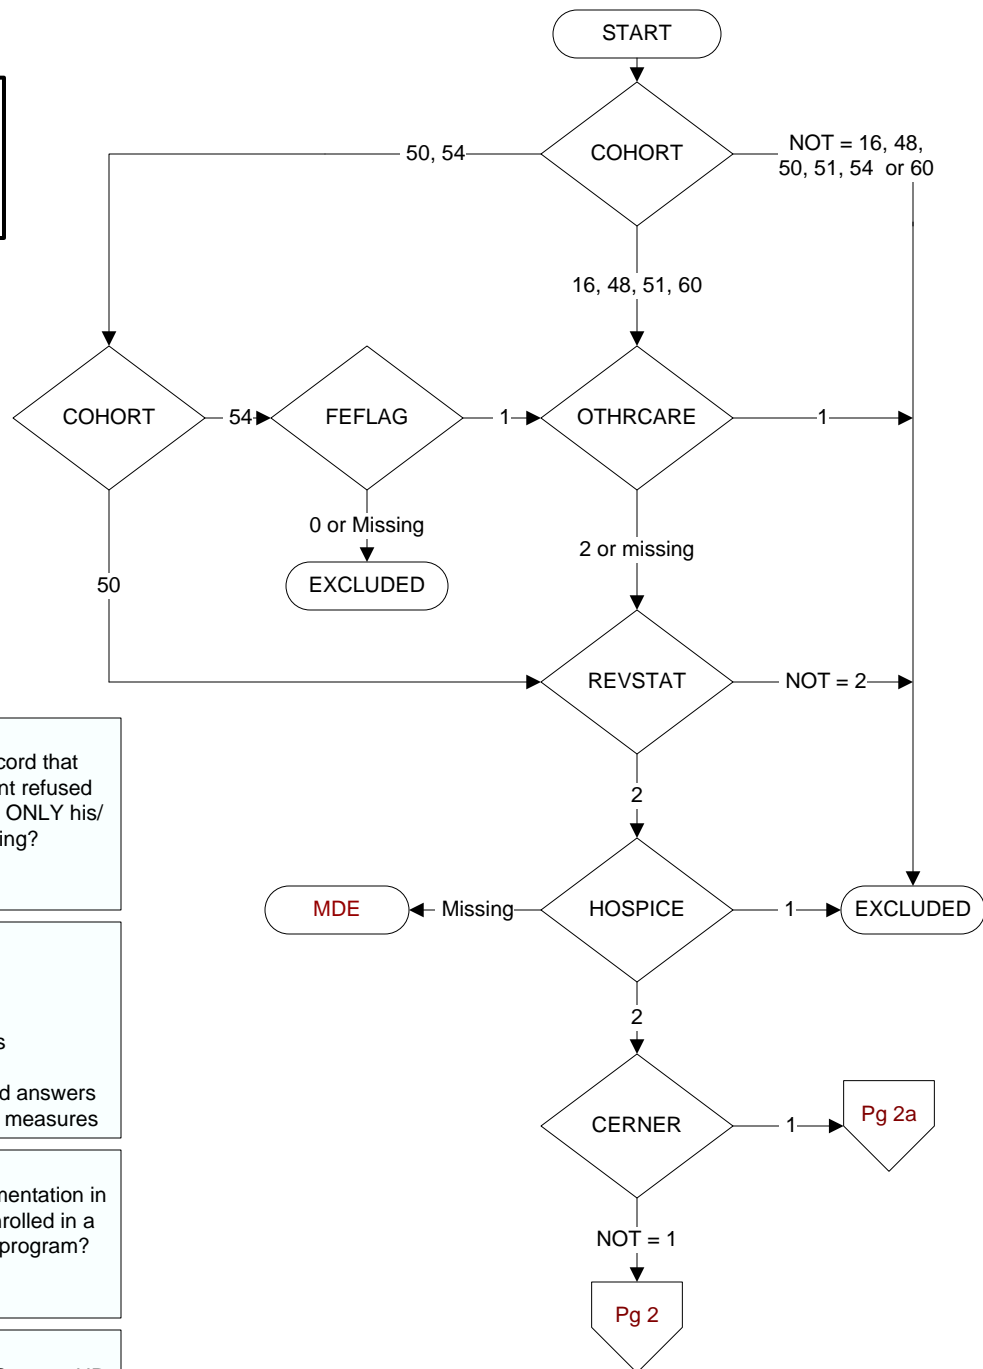 START
COHORT
50, 54
NOT = 16, 48,
50, 51, 54 or 60
16, 48, 51, 60
COHORT
54
FEFLAG
1
OTHRCARE
1
0 or Missing
EXCLUDED
2 or missing
50
REVSTAT
NOT = 2
2
MDE
Missing
HOSPICE
1
EXCLUDED
2
CERNER
1
Pg 2a
NOT = 1
Pg 2
cord that
nt refused
ONLY his/
ing?
s
d answers
measures
mentation in
rolled in a
program?